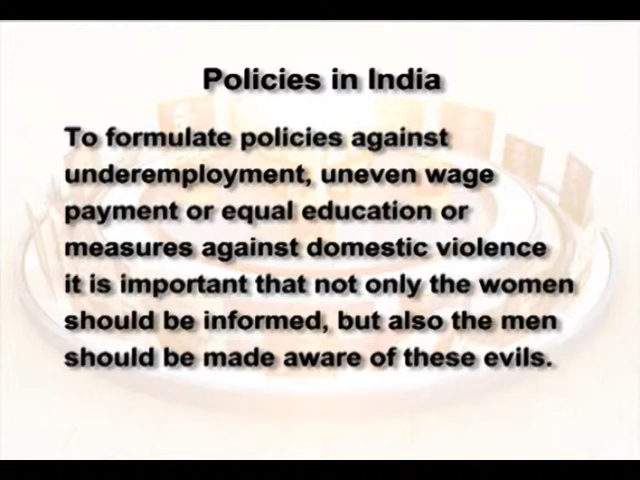 Policies in India
To formulate policies against
underemployment, uneven wage
payment or equal education or
measures against domestic violence
it is important that not only the women
should be informed, but also the men
should be made aware of these evils.